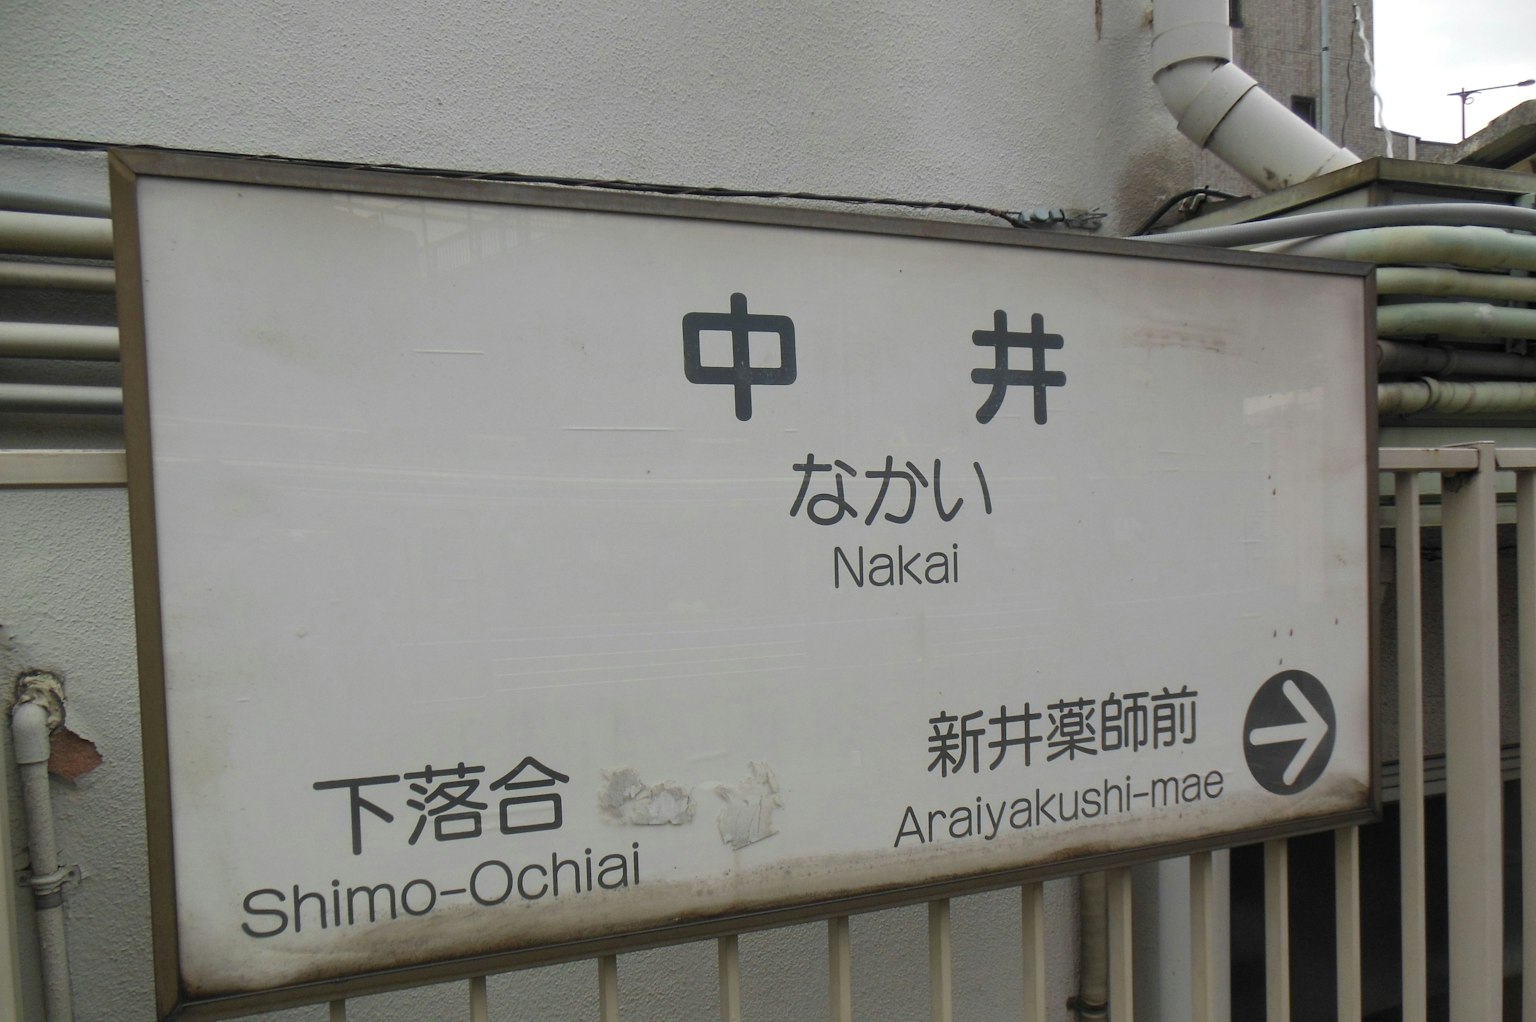 中井
なかい
Nakai
下落合
Shimo-Ochiai
新井薬師前
Araiyakushi-mae